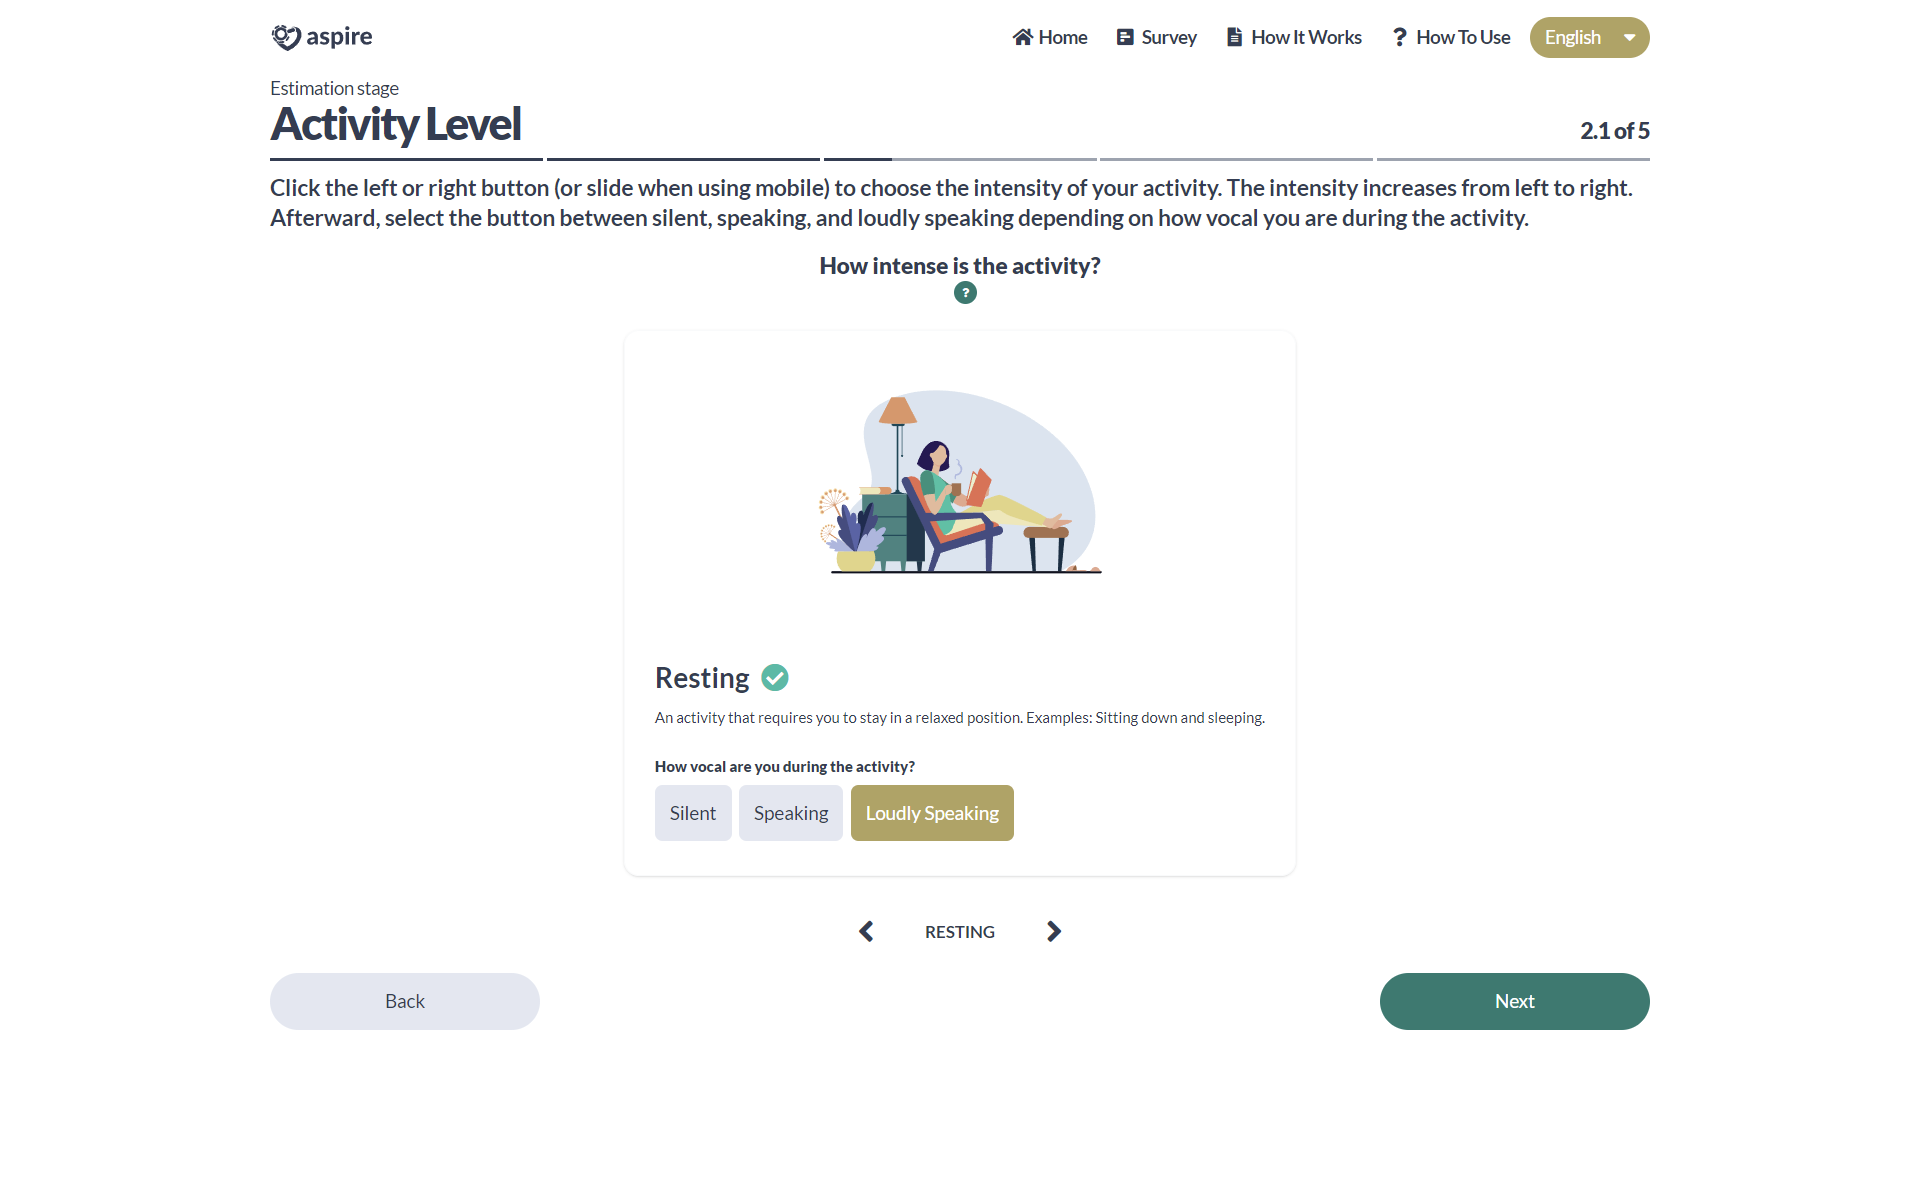 aspire
Home
Survey
How It Works
? How To Use
English
Estimation stage
Activity Level
2.1 of 5
Click the left or right button (or slide when using mobile) to choose the intensity of your activity. The intensity increases from left to right.
Afterward, select the button between silent, speaking, and loudly speaking depending on how vocal you are during the activity.
How intense is the activity?
?
Resting
An activity that requires you to stay in a relaxed position. Examples: Sitting down and sleeping.
How vocal are you during the activity?
Silent
Speaking
Loudly Speaking
RESTING
Back
Next